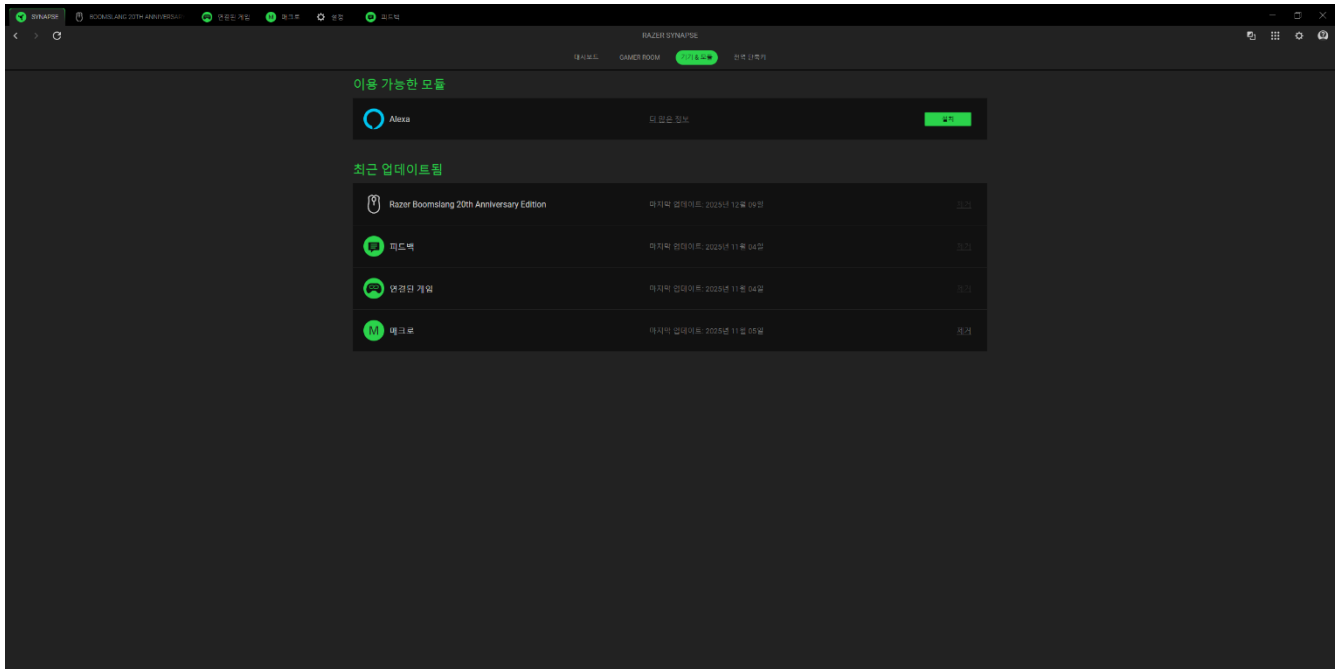 SYNAPSE
BOOMSLANG 20TH ANNIVERSA
연결된 게임
매크로
설정
피드백
RAZER SYNAPSE
대시보드
GAMER ROOM
기기 & 모듈
전역 단축키
이용 가능한 모듈
Alexa
더 많은 정보
설치
최근 업데이트됨
Razer Boomslang 20th Anniversary Edition
마지막 업데이트: 2025년 12월 09일
제거
피드백
마지막 업데이트: 2025년 11월 04일
제거
연결된 게임
마지막 업데이트: 2025년 11월 04일
제거
M
매크로
마지막 업데이트: 2025년 11월 05일
제거